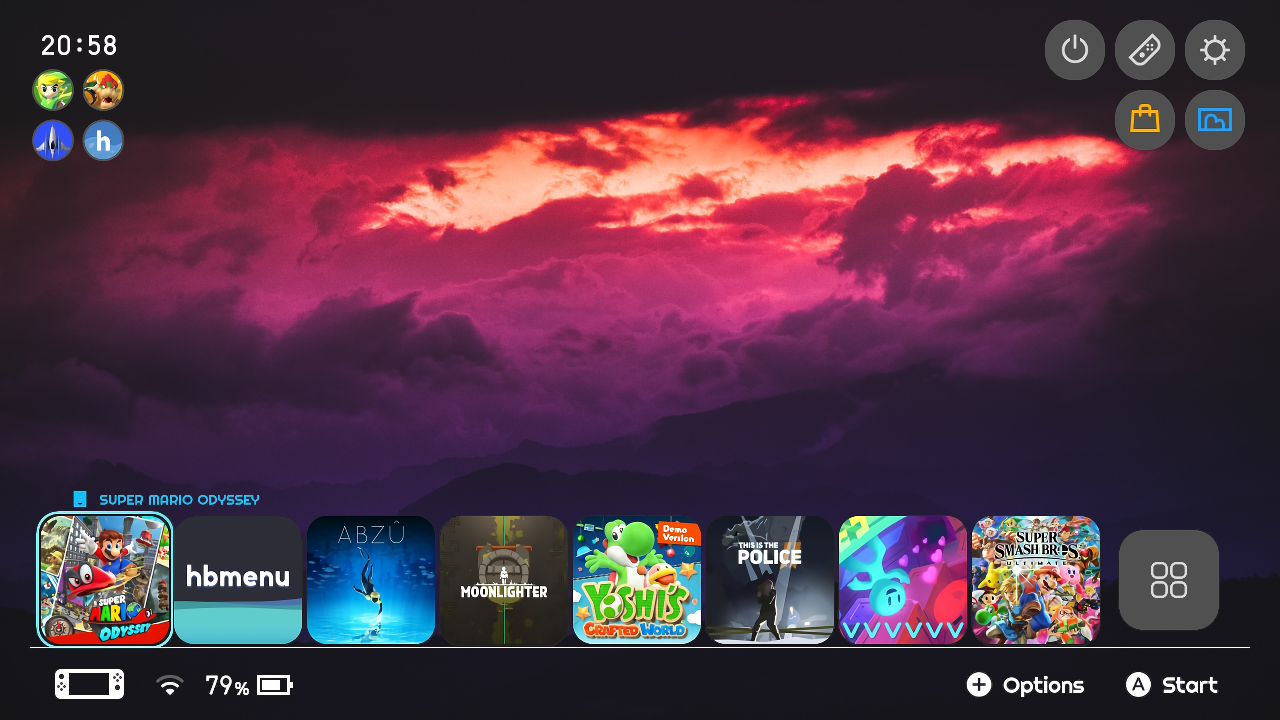 20:58
h
SUPER MARIO ODYSSEY
SUPER
MARIO
ODYSSEY
hbmenu
ABZÛ
MOONLIGHTER
Demo
Version
YOSHI'S
CRAFTED WORLD
THIS IS THE
POLICE
VVVVVV
SUPER
SMASH BROS.
ULTIMATE
79%
+ Options
A Start